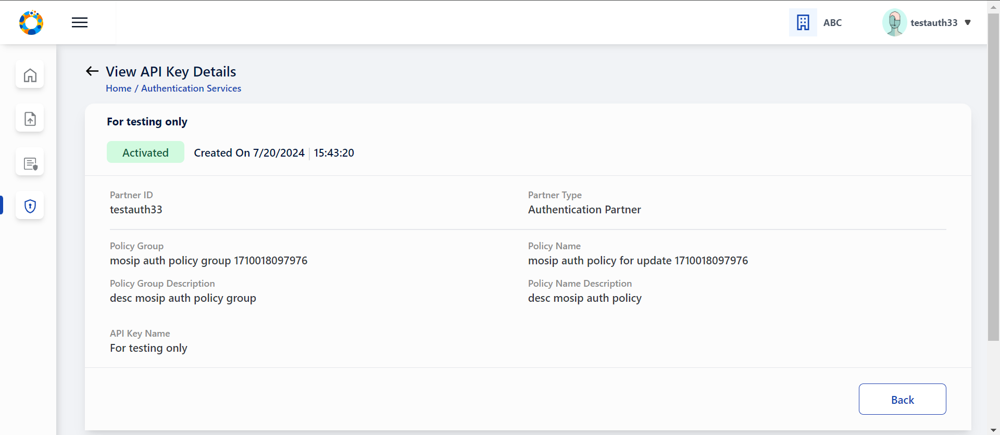 ABC
testauth33
View API Key Details
Home / Authentication Services
For testing only
Activated
Created On 7/20/2024 | 15:43:20
Partner ID
testauth33
Partner Type
Authentication Partner
Policy Group
mosip auth policy group 1710018097976
Policy Name
mosip auth policy for update 1710018097976
Policy Group Description
desc mosip auth policy group
Policy Name Description
desc mosip auth policy
API Key Name
For testing only
Back